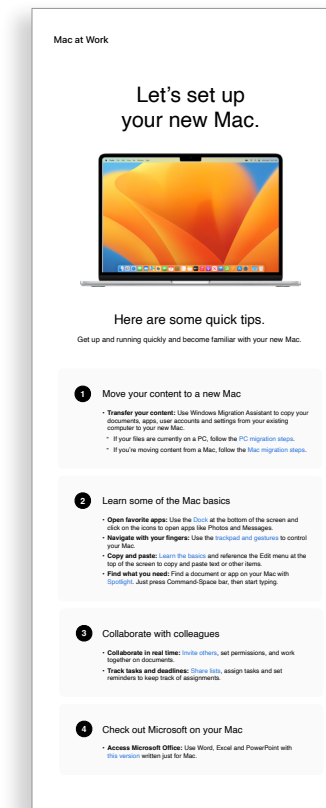 Mac at Work
Let’s set up
your new Mac.
Here are some quick tips.
Get up and running quickly and become familiar with your new Mac.
1 Move your content to a new Mac
• Transfer your content: Use Windows Migration Assistant to copy your
documents, apps, user accounts and settings from your existing
computer to your new Mac.
- If your files are currently on a PC, follow the PC migration steps.
- If you’re moving content from a Mac, follow the Mac migration steps.
2 Learn some of the Mac basics
• Open favorite apps: Use the Dock at the bottom of the screen and
click on the icons to open apps like Photos and Messages.
• Navigate with your fingers: Use the trackpad and gestures to control
your Mac.
• Copy and paste: Learn the basics and reference the Edit menu at the
top of the screen to copy and paste text or other items.
• Find what you need: Find a document or app on your Mac with
Spotlight. Just press Command-Space bar, then start typing.
3 Collaborate with colleagues
• Collaborate in real time: Invite others, set permissions, and work
together on documents.
• Track tasks and deadlines: Share lists, assign tasks and set
reminders to keep track of assignments.
4 Check out Microsoft on your Mac
• Access Microsoft Office: Use Word, Excel and PowerPoint with
this version written just for Mac.